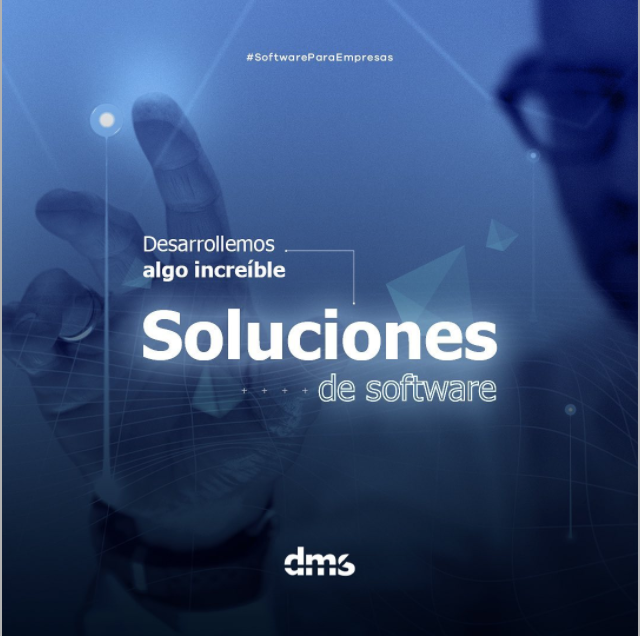 #SoftwareParaEmpresas
Desarrollemos
algo increíble
Soluciones
de software
dms